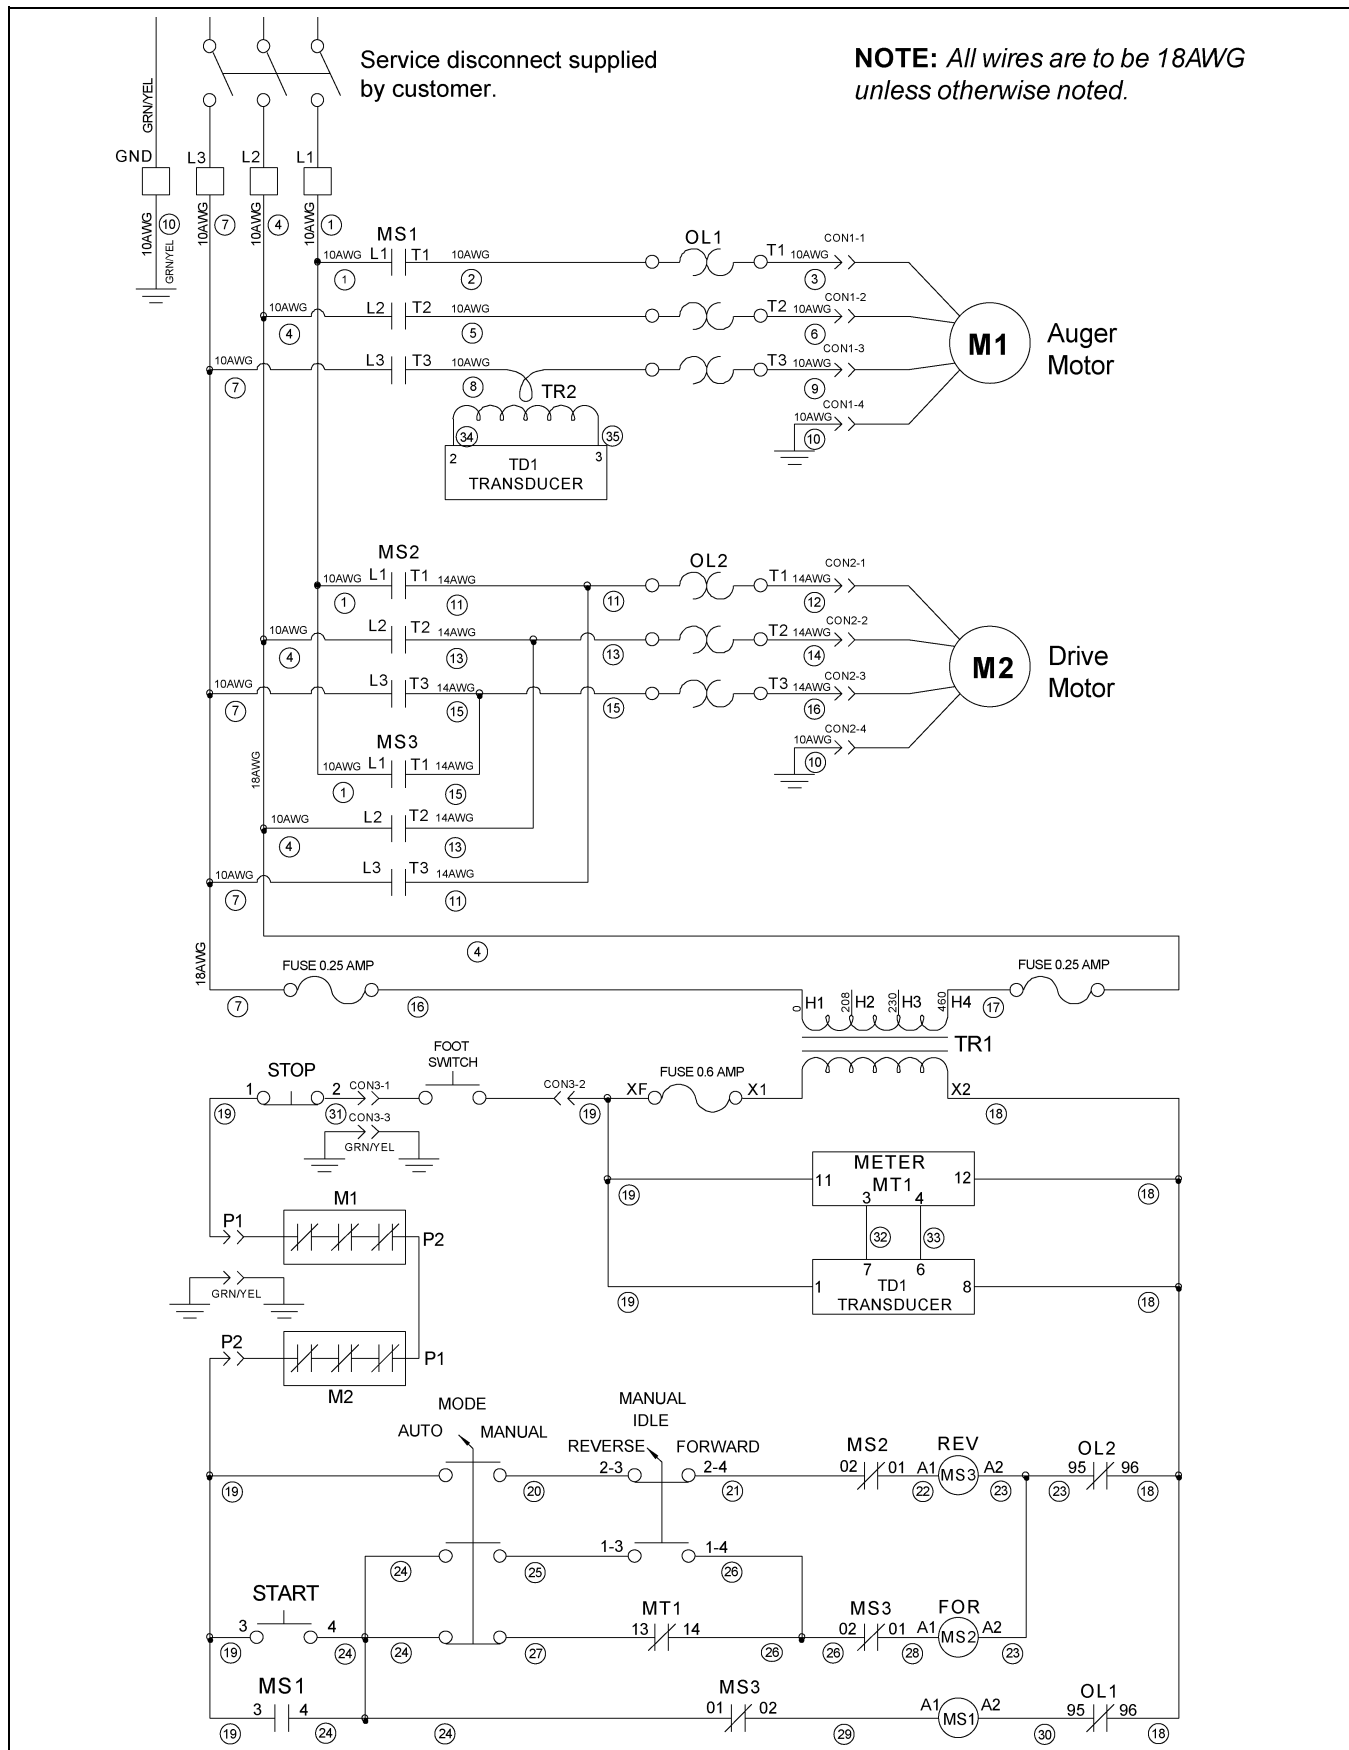 Service disconnect supplied
by customer.
NOTE: All wires are to be 18AWG
unless otherwise noted.
GRN/YEL
GND L3 L2 L1
10AWG 10 GRN/YEL 10AWG 7 10AWG 4 10AWG 1
MS1 OL1 CON1-1
10AWG L1 T1 10AWG T1 10AWG
1 2 3
CON1-2
10AWG L2 T2 10AWG T2 10AWG
4 5 6
CON1-3
10AWG L3 T3 10AWG T3 10AWG
7 8 9
M1
Auger
Motor
TR2
CON1-4
10AWG
10
34 35
2 3
TD1
TRANSDUCER
MS2 OL2 CON2-1
10AWG L1 T1 14AWG T1 14AWG
1 11 11 12
CON2-2
10AWG L2 T2 14AWG T2 14AWG
4 13 13 14
CON2-3
10AWG L3 T3 14AWG T3 14AWG
7 15 15 16
M2
Drive
Motor
CON2-4
10AWG
10
MS3
18AWG
10AWG L1 T1 14AWG
1 15
10AWG L2 T2 14AWG
4 13
10AWG L3 T3 14AWG
7 11
4
18AWG
FUSE 0.25 AMP FUSE 0.25 AMP
7 16 17
0 H1 208 H2 230 H3 460 H4
TR1
STOP
FOOT
SWITCH
FUSE 0.6 AMP
1 2 CON3-1 CON3-2 XF X1 X2
19 31 19 18
CON3-3
GRN/YEL
METER
MT1
11 12
3 4
19 18
32 33
M1
P1 P2
GRN/YEL
7 6
1 8
TD1
TRANSDUCER
19 18
P2 P1
M2
MODE
AUTO MANUAL
MANUAL
IDLE
REVERSE FORWARD
MS2 REV OL2
2-3 2-4 02 01 A1 MS3 A2 95 96
19 20 21 22 23 23 18
1-3 1-4
24 25 26
START MT1 MS3 FOR
3 4 13 14 02 01 A1 MS2 A2
19 24 24 27 26 26 28 23
MS1 MS3 OL1
3 4 01 02 A1 MS1 A2 95 96
19 24 24 29 30 18